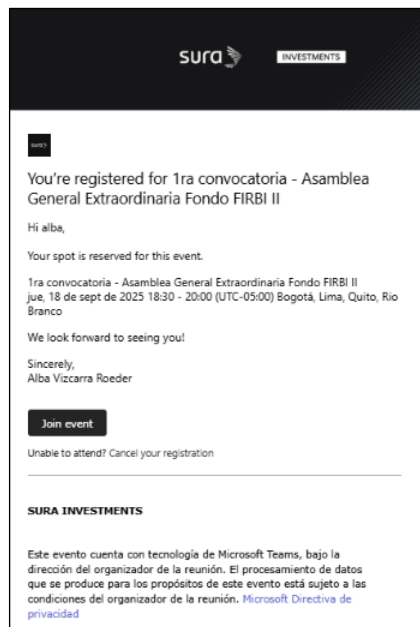 sura
INVESTMENTS
sura
You're registered for 1ra convocatoria - Asamblea
General Extraordinaria Fondo FIRBI II
Hi alba,
Your spot is reserved for this event.
1ra convocatoria - Asamblea General Extraordinaria Fondo FIRBI II
jue, 18 de sept de 2025 18:30 - 20:00 (UTC-05:00) Bogotá, Lima, Quito, Rio
Branco
We look forward to seeing you!
Sincerely,
Alba Vizcarra Roeder
Join event
Unable to attend? Cancel your registration
SURA INVESTMENTS
Este evento cuenta con tecnología de Microsoft Teams, bajo la
dirección del organizador de la reunión. El procesamiento de datos
que se produce para los propósitos de este evento está sujeto a las
condiciones del organizador de la reunión. Microsoft Directiva de
privacidad